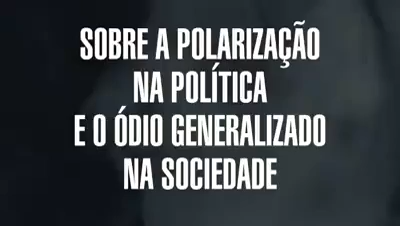 SOBRE A POLARIZAÇÃO
NA POLÍTICA
E O ÓDIO GENERALIZADO
NA SOCIEDADE